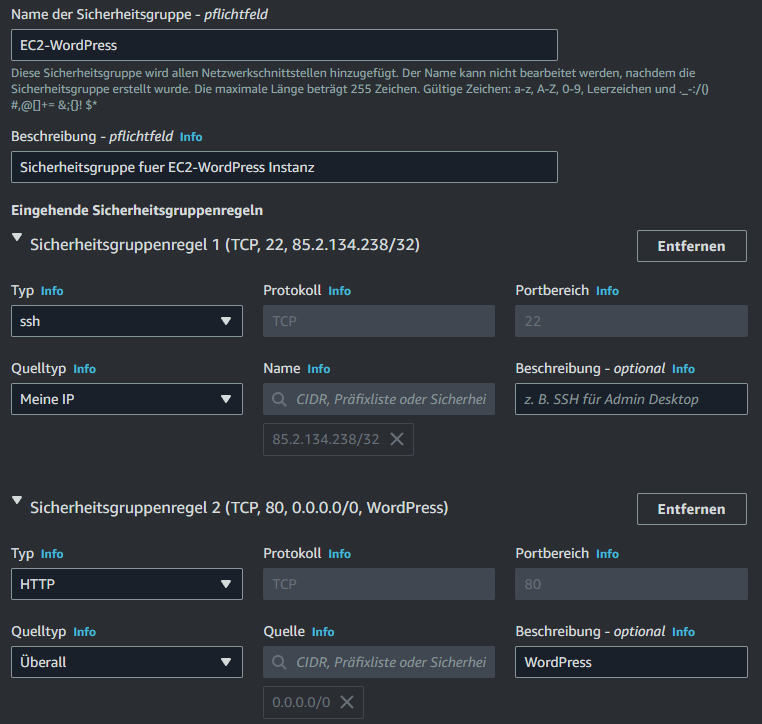 Name der Sicherheitsgruppe - pflichtfeld
EC2-WordPress
Diese Sicherheitsgruppe wird allen Netzwerkschnittstellen hinzugefügt. Der Name kann nicht bearbeitet werden, nachdem die
Sicherheitsgruppe erstellt wurde. Die maximale Länge beträgt 255 Zeichen. Gültige Zeichen: a-z, A-Z, 0-9, Leerzeichen und ._-:/()
#,@[]+= &;{}! $*
Beschreibung - pflichtfeld Info
Sicherheitsgruppe fuer EC2-WordPress Instanz
Eingehende Sicherheitsgruppenregeln
Sicherheitsgruppenregel 1 (TCP, 22, 85.2.134.238/32) Entfernen
Typ Info Protokoll Info Portbereich Info
ssh TCP 22
Quelltyp Info Name Info Beschreibung - optional Info
Meine IP CIDR, Präfixliste oder Sicherhei z. B. SSH für Admin Desktop
85.2.134.238/32
Sicherheitsgruppenregel 2 (TCP, 80, 0.0.0.0/0, WordPress) Entfernen
Typ Info Protokoll Info Portbereich Info
HTTP TCP 80
Quelltyp Info Quelle Info Beschreibung - optional Info
Überall CIDR, Präfixliste oder Sicherhei WordPress
0.0.0.0/0